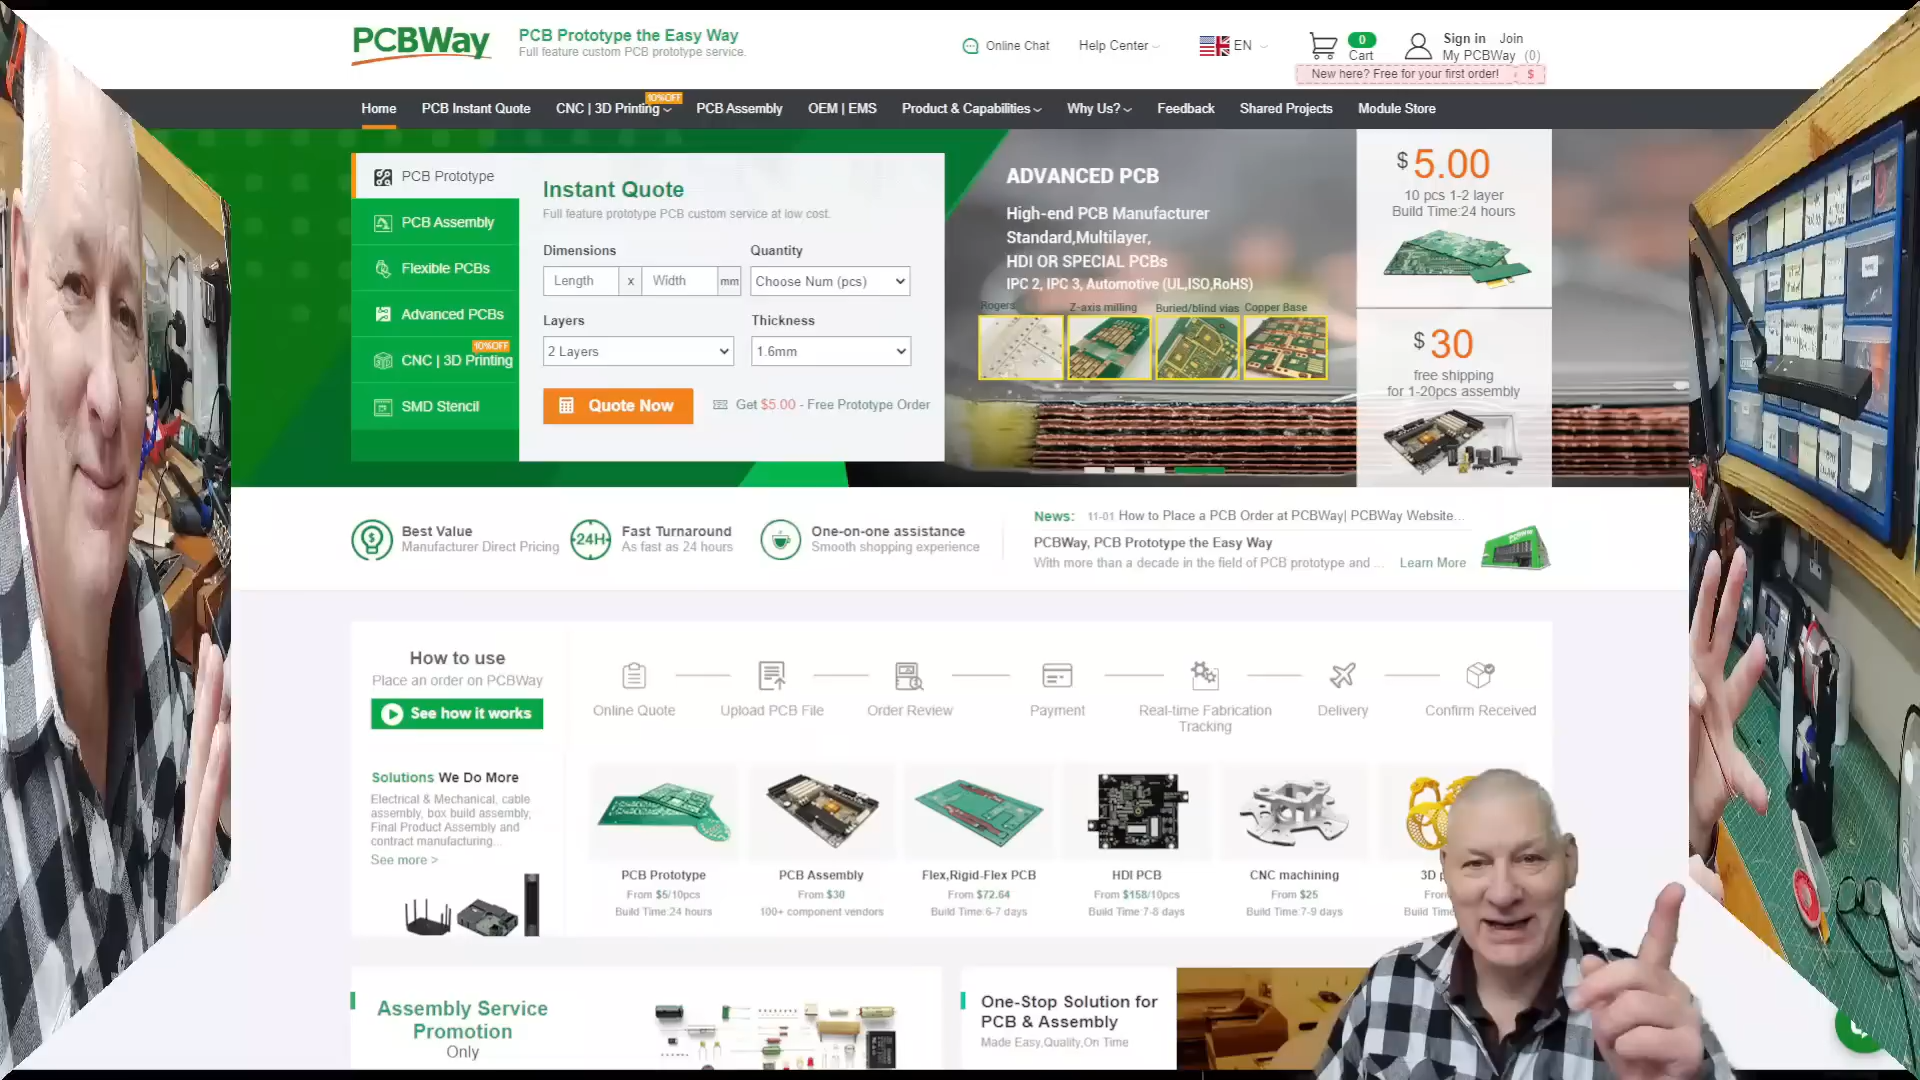 PCBWay
PCB Prototype the Easy Way
Full feature custom PCB prototype service.
Online Chat
Help Center
EN
0
Cart
Sign in Join
My PCBWay (0)
New here? Free for your first order! $
Home
PCB Instant Quote
CNC | 3D Printing
10%OFF
PCB Assembly
OEM | EMS
Product & Capabilities
Why Us?
Feedback
Shared Projects
Module Store
PCB Prototype
PCB Assembly
Flexible PCBs
Advanced PCBs
10%OFF
CNC | 3D Printing
SMD Stencil
Instant Quote
Full feature prototype PCB custom service at low cost.
Dimensions
Quantity
Length x Width mm
Choose Num (pcs)
Layers
Thickness
2 Layers
1.6mm
Quote Now
Get $5.00 - Free Prototype Order
ADVANCED PCB
High-end PCB Manufacturer
Standard,Multilayer,
HDI OR SPECIAL PCBs
IPC 2, IPC 3, Automotive (UL,ISO,RoHS)
Rogers
Z-axis milling
Buried/blind vias
Copper Base
$5.00
10 pcs 1-2 layer
Build Time:24 hours
$30
free shipping
for 1-20pcs assembly
Best Value
Manufacturer Direct Pricing
24H
Fast Turnaround
As fast as 24 hours
One-on-one assistance
Smooth shopping experience
News: 11-01 How to Place a PCB Order at PCBWay| PCBWay Website...
PCBWay, PCB Prototype the Easy Way
With more than a decade in the field of PCB prototype and ... Learn More
How to use
Place an order on PCBWay
See how it works
Online Quote
Upload PCB File
Order Review
Payment
Real-time Fabrication
Tracking
Delivery
Confirm Received
Solutions We Do More
Electrical & Mechanical, cable
assembly, box build assembly,
Final Product Assembly and
contract manufacturing...
See more >
PCB Prototype
From $5/10pcs
Build Time:24 hours
PCB Assembly
From $30
100+ component vendors
Flex,Rigid-Flex PCB
From $72.64
Build Time:6-7 days
HDI PCB
From $158/10pcs
Build Time:7-8 days
CNC machining
From $25
Build Time:7-9 days
3D
Build
Assembly Service
Promotion
Only
One-Stop Solution for
PCB & Assembly
Made Easy,Quality,On Time